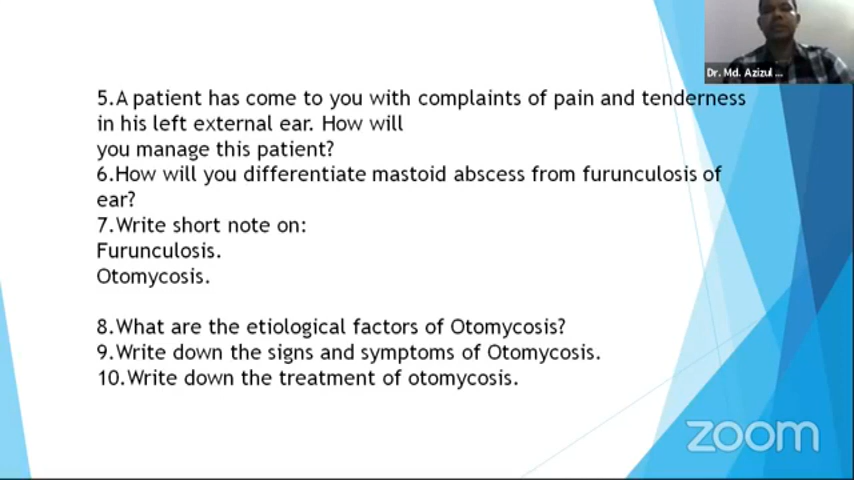 Dr. Md. Azizul ...
5.A patient has come to you with complaints of pain and tenderness
in his left external ear. How will
you manage this patient?
6.How will you differentiate mastoid abscess from furunculosis of
ear?
7.Write short note on:
Furunculosis.
Otomycosis.
8.What are the etiological factors of Otomycosis?
9.Write down the signs and symptoms of Otomycosis.
10.Write down the treatment of otomycosis.
zoom